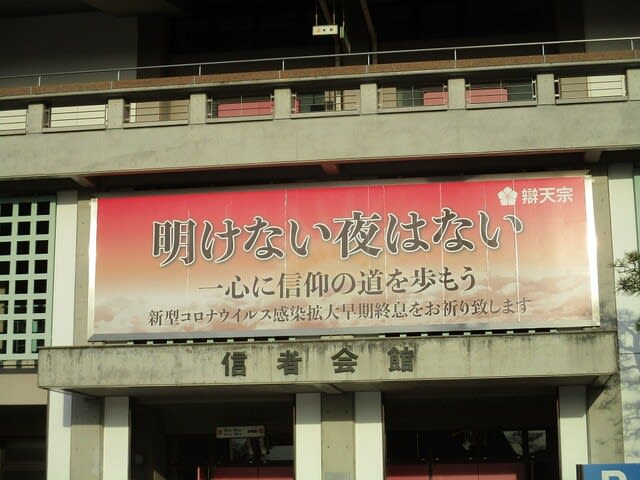 辯天宗
明けない夜はない
一心に信仰の道を歩もう
新型コロナウイルス感染拡大早期終息をお祈り致します
信者会館
P